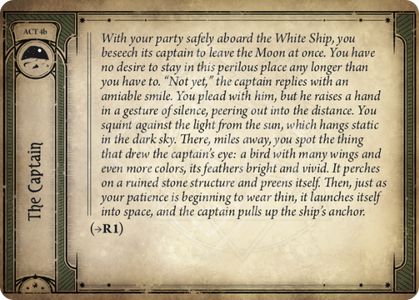 ACT 4b
The Captain
With your party safely aboard the White Ship, you
beseech its captain to leave the Moon at once. You have
no desire to stay in this perilous place any longer than
you have to. “Not yet,” the captain replies with an
amiable smile. You plead with him, but he raises a hand
in a gesture of silence, peering out into the distance. You
squint against the light from the sun, which hangs static
in the dark sky. There, miles away, you spot the thing
that drew the captain’s eye: a bird with many wings and
even more colors, its feathers bright and vivid. It perches
on a ruined stone structure and preens itself. Then, just as
your patience is beginning to wear thin, it launches itself
into space, and the captain pulls up the ship’s anchor.
(→R1)